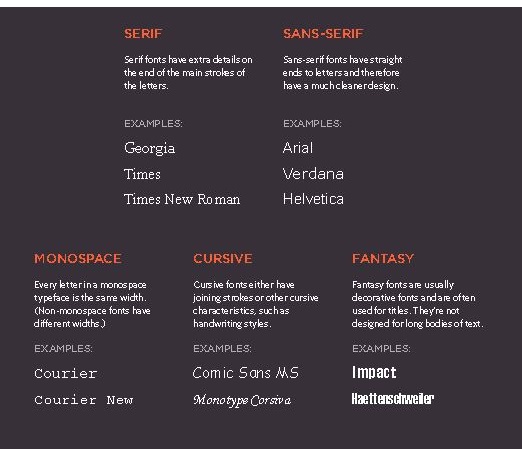 SERIF
Serif fonts have extra details on
the end of the main strokes of
the letters.
EXAMPLES:
Georgia
Times
Times New Roman
SANS-SERIF
Sans-serif fonts have straight
ends to letters and therefore
have a much cleaner design.
EXAMPLES:
Arial
Verdana
Helvetica
MONOSPACE
Every letter in a monospace
typeface is the same width.
(Non-monospace fonts have
different widths.)
EXAMPLES:
Courier
Courier New
CURSIVE
Cursive fonts either have
joining strokes or other cursive
characteristics, such as
handwriting styles.
EXAMPLES:
Comic Sans MS
Monotype Corsiva
FANTASY
Fantasy fonts are usually
decorative fonts and are often
used for titles. They're not
designed for long bodies of text.
EXAMPLES:
Impact
Haettenschweiler